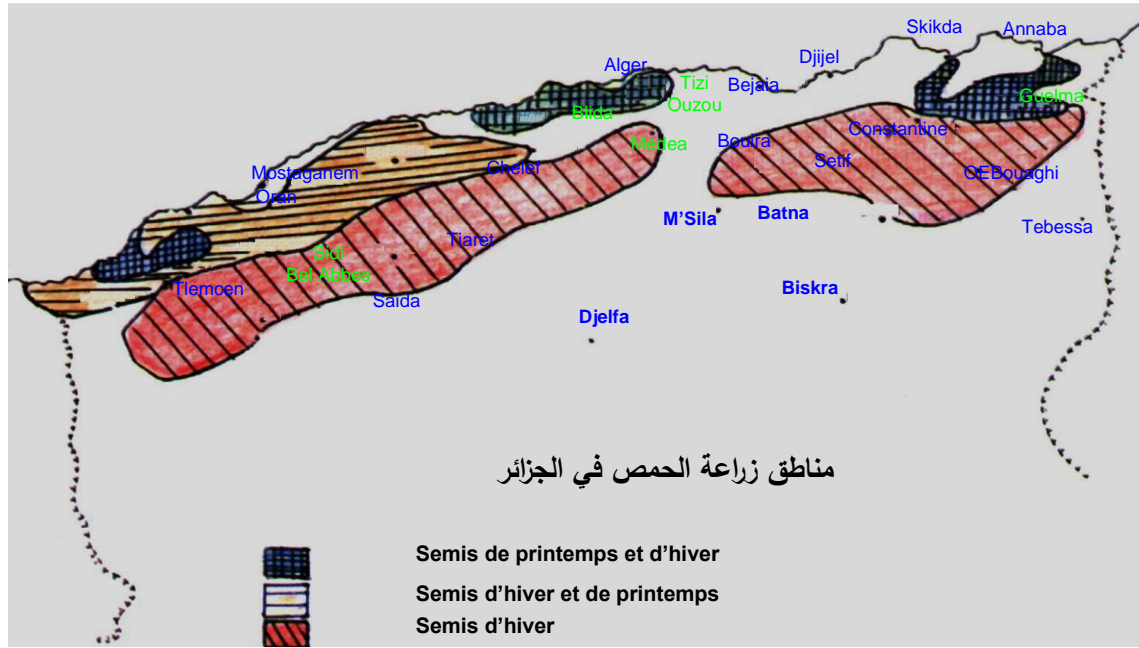 Skikda
Annaba
Djijel
Alger
Tizi
Ouzou
Bejaia
Guelma
Blida
Constantine
Bouira
Medea
Setif
Chelef
OEBouaghi
Mostaganem
Oran
M'Sila
Batna
Tebessa
Tiaret
Sidi
Bel Abbes
Tlemcen
Saida
Biskra
Djelfa
مناطق زراعة الحمص في الجزائر
Semis de printemps et d'hiver
Semis d'hiver et de printemps
Semis d'hiver